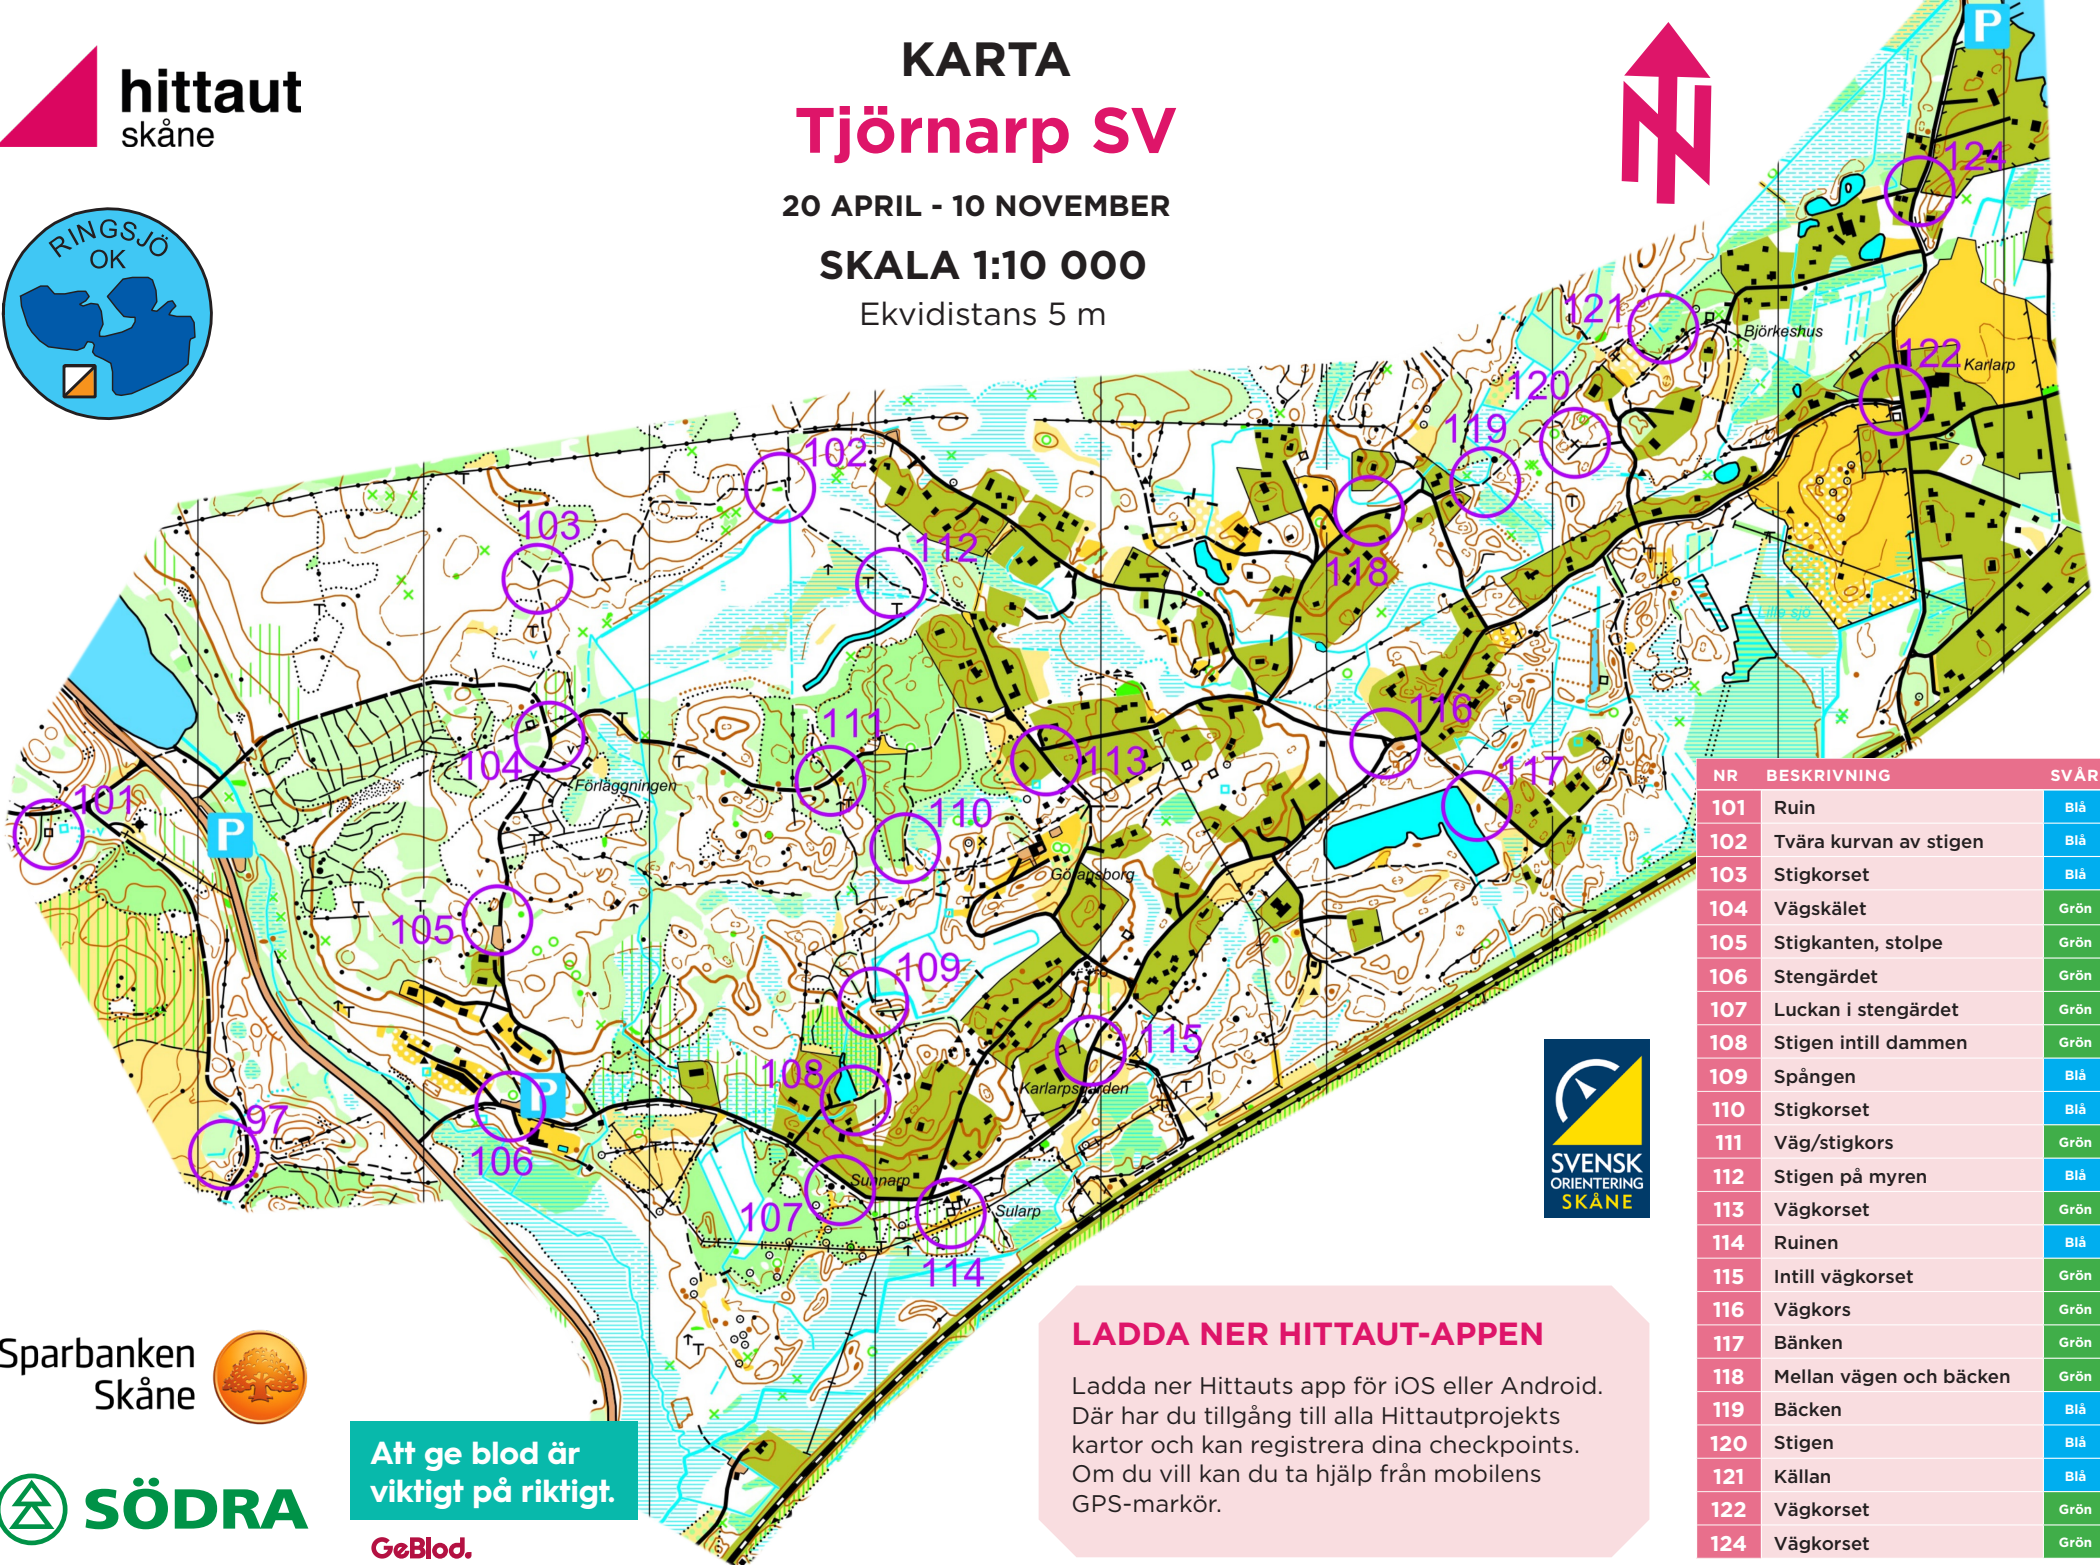 hittaut
skåne
RINGSJÖ
OK
KARTA
Tjörnarp SV
20 APRIL - 10 NOVEMBER
SKALA 1:10 000
Ekvidistans 5 m
N
P
124
121
Björkeshus
122
Karlarp
120
119
102
118
103
112
Lilla sjö
116
111
104
113
117
Förläggningen
101
P
110
Göransborg
105
109
115
108
Karlarpsgården
P
97
106
Sunnarp
107
Sularp
114
NR BESKRIVNING SVÅR
101 Ruin Blå
102 Tvära kurvan av stigen Blå
103 Stigkorset Blå
104 Vägskälet Grön
105 Stigkanten, stolpe Grön
106 Stengärdet Grön
107 Luckan i stengärdet Grön
108 Stigen intill dammen Grön
109 Spången Blå
110 Stigkorset Blå
111 Väg/stigkors Grön
112 Stigen på myren Blå
113 Vägkorset Grön
114 Ruinen Blå
115 Intill vägkorset Grön
116 Vägkors Grön
117 Bänken Grön
118 Mellan vägen och bäcken Grön
119 Bäcken Blå
120 Stigen Blå
121 Källan Blå
122 Vägkorset Grön
124 Vägkorset Grön
SVENSK
ORIENTERING
SKÅNE
LADDA NER HITTAUT-APPEN
Ladda ner Hittauts app för iOS eller Android.
Där har du tillgång till alla Hittautprojekts
kartor och kan registrera dina checkpoints.
Om du vill kan du ta hjälp från mobilens
GPS-markör.
Sparbanken
Skåne
SÖDRA
Att ge blod är
viktigt på riktigt.
GeBlod.